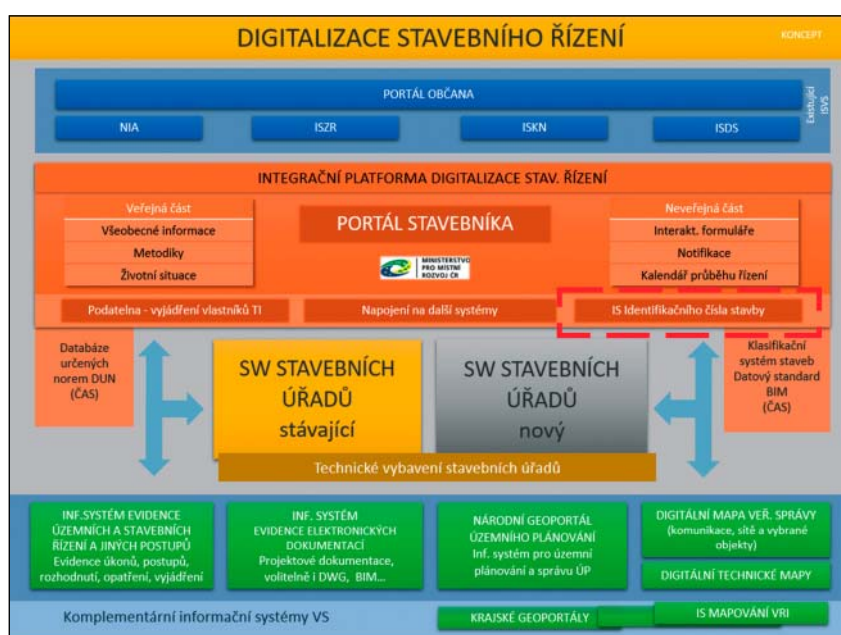 DIGITALIZACE STAVEBNÍHO ŘÍZENÍ
KONCEPT
PORTÁL OBČANA
NIA
ISZR
ISKN
ISDS
Existující
ISVS
INTEGRAČNÍ PLATFORMA DIGITALIZACE STAV. ŘÍZENÍ
Veřejná část
Všeobecné informace
Metodiky
Životní situace
PORTÁL STAVEBNÍKA
MINISTERSTVO
PRO MÍSTNÍ
ROZVOJ ČR
Neveřejná část
Interakt. formuláře
Notifikace
Kalendář průběhu řízení
Podatelna - vyjádření vlastníků TI
Napojení na další systémy
IS Identifikačního čísla stavby
Databáze
určených
norem DUN
(ČAS)
SW STAVEBNÍCH
ÚŘADŮ
stávající
SW STAVEBNÍCH
ÚŘADŮ
nový
Klasifikační
systém staveb
Datový standard
BIM
(ČAS)
Technické vybavení stavebních úřadů
INF.SYSTÉM EVIDENCE
ÚZEMNÍCH A STAVEBNÍCH
ŘÍZENÍ A JINÝCH POSTUPŮ
Evidence úkonů, postupů,
rozhodnutí, opatření, vyjádření
INF. SYSTÉM
EVIDENCE ELEKTRONICKÝCH
DOKUMENTACÍ
Projektové dokumentace,
volitelně i DWG, BIM...
NÁRODNÍ GEOPORTÁL
ÚZEMNÍHO PLÁNOVÁNÍ
Inf. systém pro územní
plánování a správu ÚP
DIGITÁLNÍ MAPA VEŘ. SPRÁVY
(komunikace, sítě a vybrané
objekty)
DIGITÁLNÍ TECHNICKÉ MAPY
Komplementární informační systémy VS
KRAJSKÉ GEOPORTÁLY
IS MAPOVÁNÍ VRI